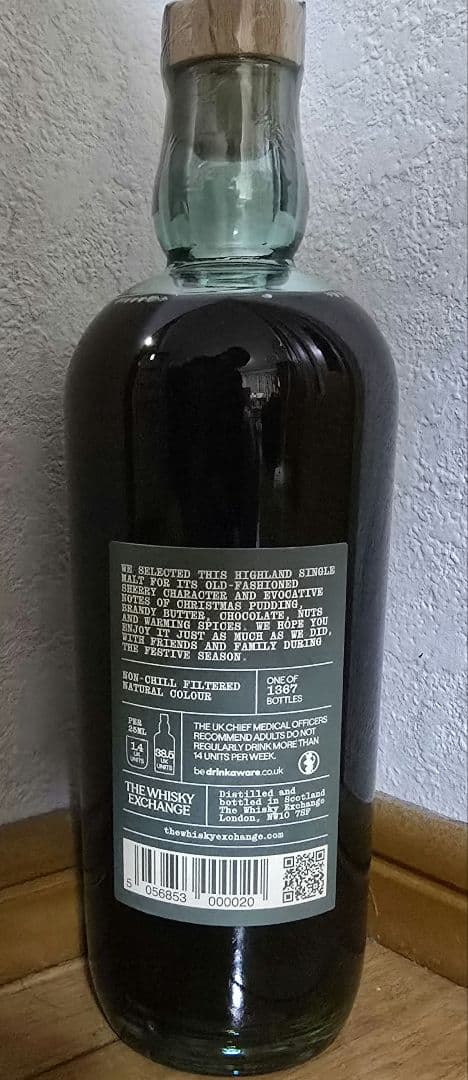 WE SELECTED THIS HIGHLAND SINGLE
MALT FOR ITS OLD-FASHIONED
SHERRY CHARACTER AND EVOCATIVE
NOTES OF CHRISTMAS PUDDING,
BRANDY BUTTER, CHOCOLATE, NUTS
AND WARMING SPICES. WE HOPE YOU
ENJOY IT JUST AS MUCH AS WE DID,
WITH FRIENDS AND FAMILY DURING
THE FESTIVE SEASON.
NON-CHILL FILTERED
NATURAL COLOUR
ONE OF
1367
BOTTLES
PER
25ML
1.4
UK
UNITS
38.5
UK
UNITS
THE UK CHIEF MEDICAL OFFICERS
RECOMMEND ADULTS DO NOT
REGULARLY DRINK MORE THAN
14 UNITS PER WEEK.
bedrinkaware.co.uk
THE WHISKY
EXCHANGE
Distilled and
bottled in Scotland
The Whisky Exchange
London, NW10 7SF
thewhiskyexchange.com
5 056853 000020